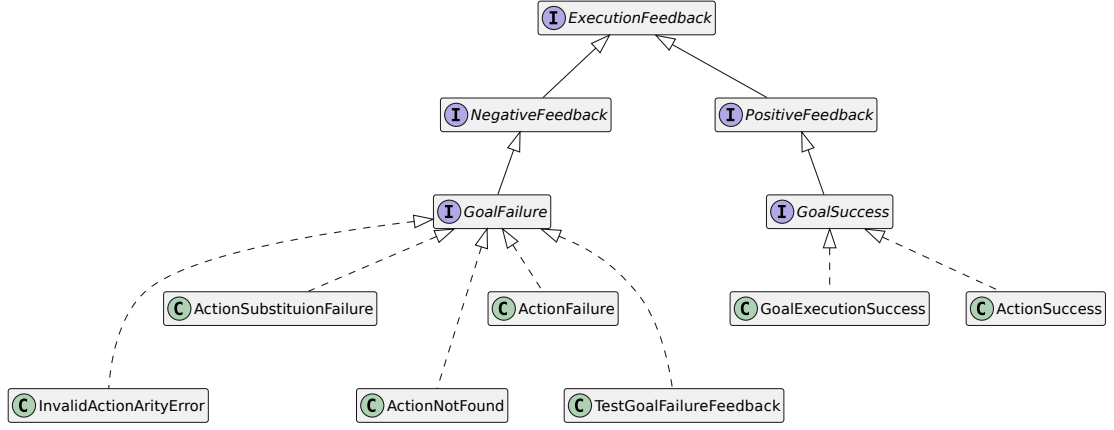 I ExecutionFeedback
I NegativeFeedback
I PositiveFeedback
I GoalFailure
I GoalSuccess
C ActionSubstituionFailure
C ActionFailure
C GoalExecutionSuccess
C ActionSuccess
C InvalidActionArityError
C ActionNotFound
C TestGoalFailureFeedback